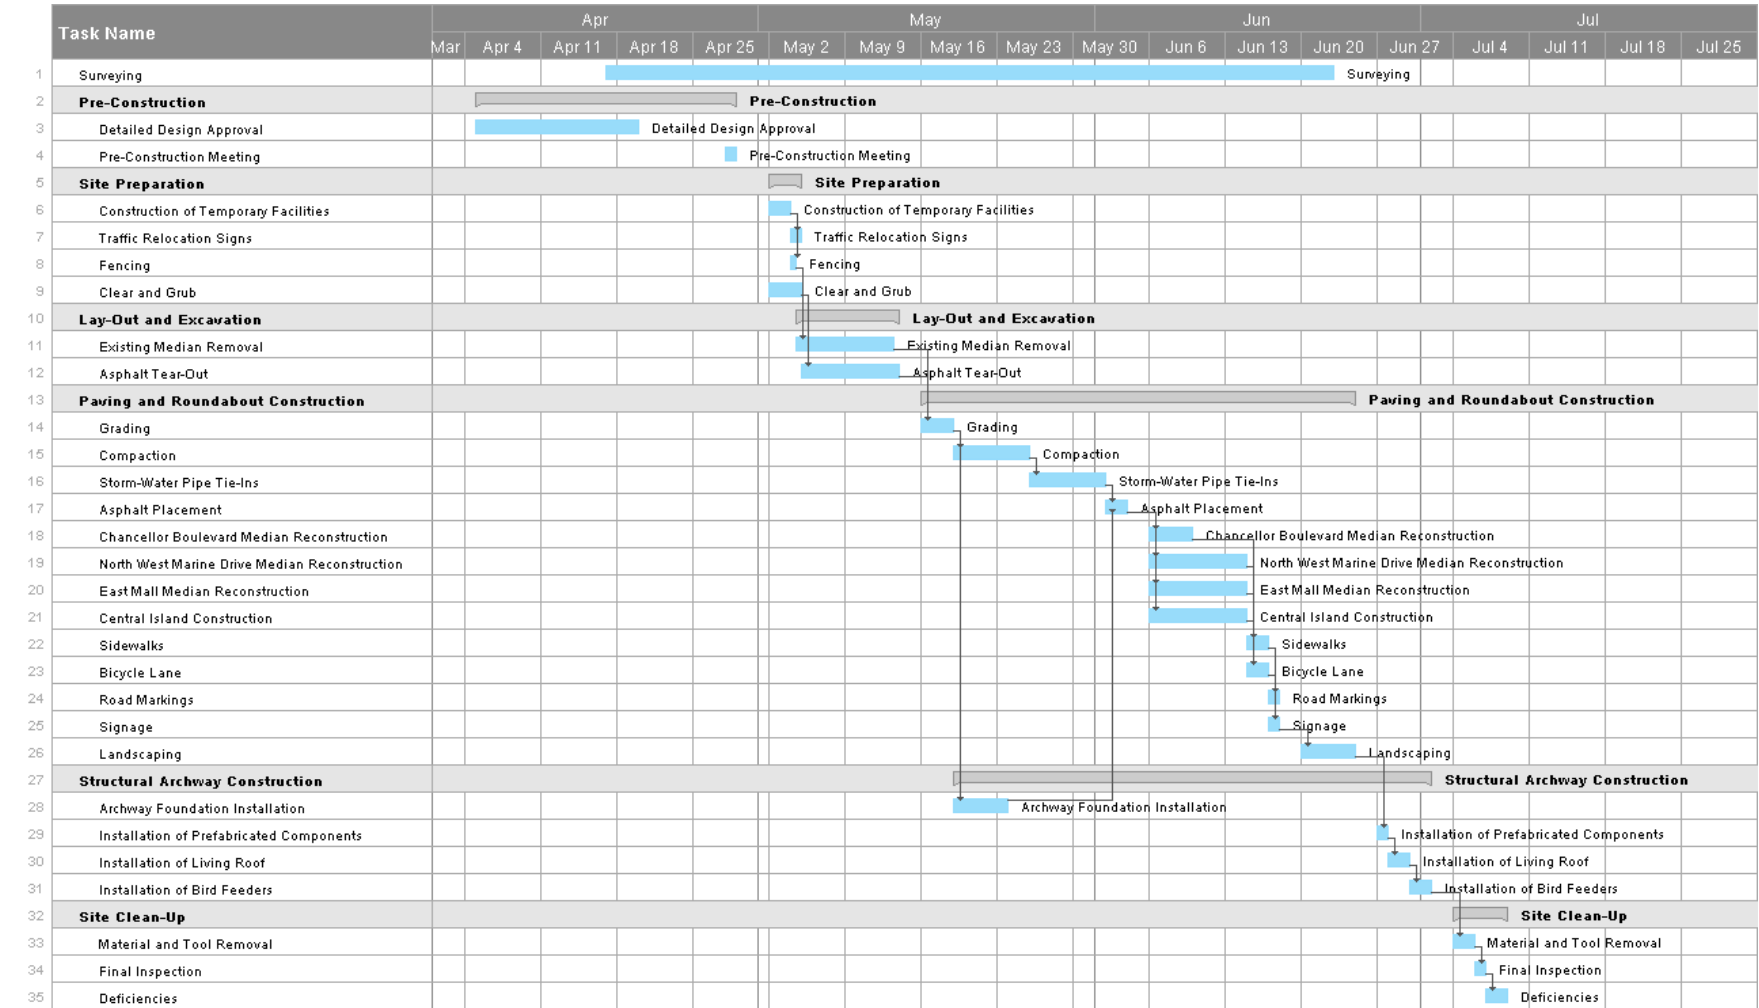 Task Name
Apr May Jun Jul
Mar Apr 4 Apr 11 Apr 18 Apr 25 May 2 May 9 May 16 May 23 May 30 Jun 6 Jun 13 Jun 20 Jun 27 Jul 4 Jul 11 Jul 18 Jul 25
1 Surveying Surveying
2 Pre-Construction Pre-Construction
3 Detailed Design Approval Detailed Design Approval
4 Pre-Construction Meeting Pre-Construction Meeting
5 Site Preparation Site Preparation
6 Construction of Temporary Facilities Construction of Temporary Facilities
7 Traffic Relocation Signs Traffic Relocation Signs
8 Fencing Fencing
9 Clear and Grub Clear and Grub
10 Lay-Out and Excavation Lay-Out and Excavation
11 Existing Median Removal Existing Median Removal
12 Asphalt Tear-Out Asphalt Tear-Out
13 Paving and Roundabout Construction Paving and Roundabout Construction
14 Grading Grading
15 Compaction Compaction
16 Storm-Water Pipe Tie-Ins Storm-Water Pipe Tie-Ins
17 Asphalt Placement Asphalt Placement
18 Chancellor Boulevard Median Reconstruction Chancellor Boulevard Median Reconstruction
19 North West Marine Drive Median Reconstruction North West Marine Drive Median Reconstruction
20 East Mall Median Reconstruction East Mall Median Reconstruction
21 Central Island Construction Central Island Construction
22 Sidewalks Sidewalks
23 Bicycle Lane Bicycle Lane
24 Road Markings Road Markings
25 Signage Signage
26 Landscaping Landscaping
27 Structural Archway Construction Structural Archway Construction
28 Archway Foundation Installation Archway Foundation Installation
29 Installation of Prefabricated Components Installation of Prefabricated Components
30 Installation of Living Roof Installation of Living Roof
31 Installation of Bird Feeders Installation of Bird Feeders
32 Site Clean-Up Site Clean-Up
33 Material and Tool Removal Material and Tool Removal
34 Final Inspection Final Inspection
35 Deficiencies Deficiencies